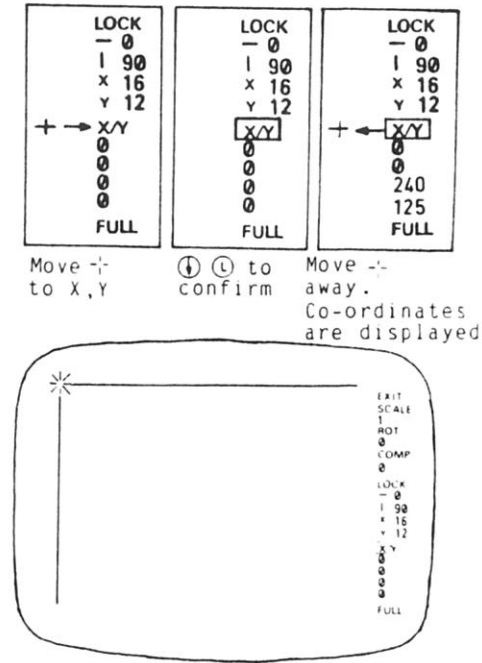 LOCK
— 0
| 90
X 16
Y 12
X/Y
0
0
0
0
FULL
LOCK
— 0
| 90
X 16
Y 12
X/Y
0
0
0
0
FULL
LOCK
— 0
| 90
X 16
Y 12
X/Y
0
0
240
125
FULL
Move -¦-
to X,Y
Ⓛ to
confirm
Move -¦-
away.
Co-ordinates
are displayed
EXIT
SCALE
1
ROT
0
COMP
0
LOCK
— 0
| 90
X 16
Y 12
X Y
0
0
0
0
FULL